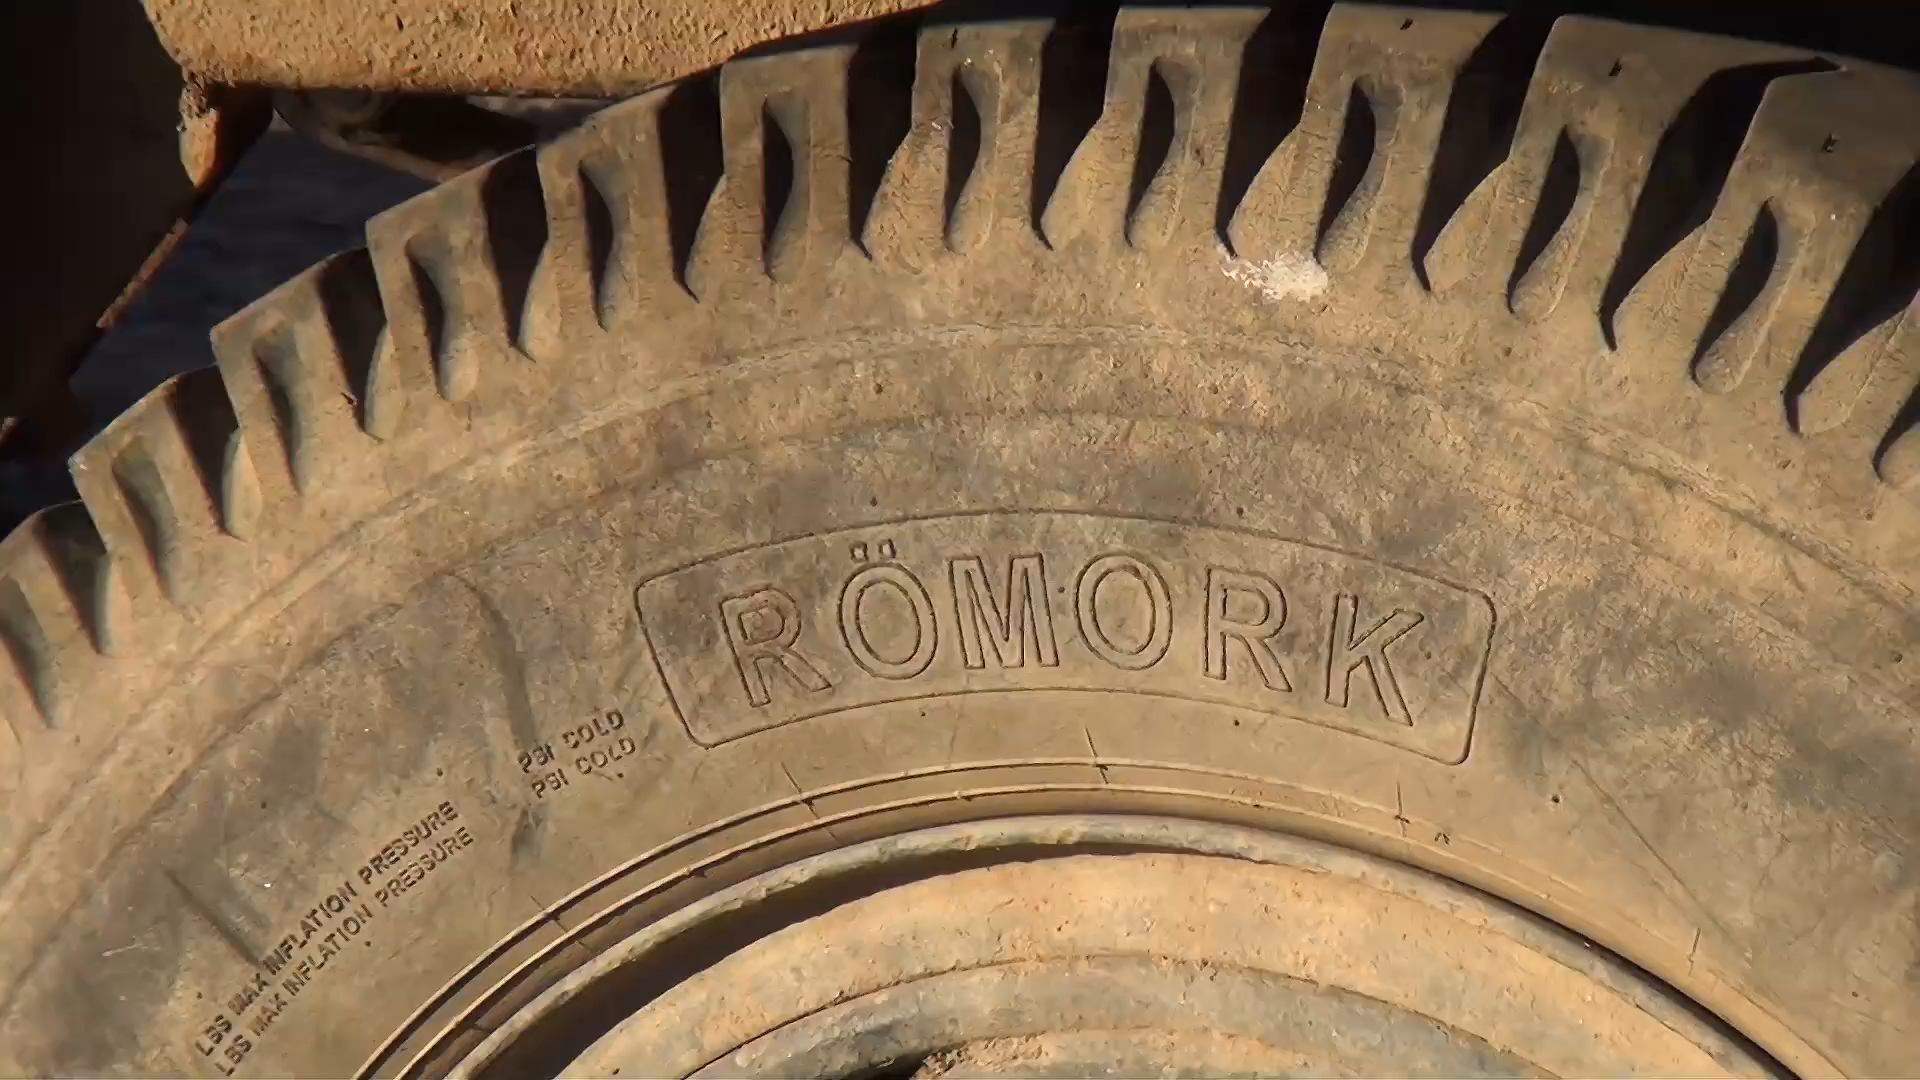 RÖMORK
PSI COLD
PSI COLD
LBS MAX INFLATION PRESSURE
LBS MAX INFLATION PRESSURE